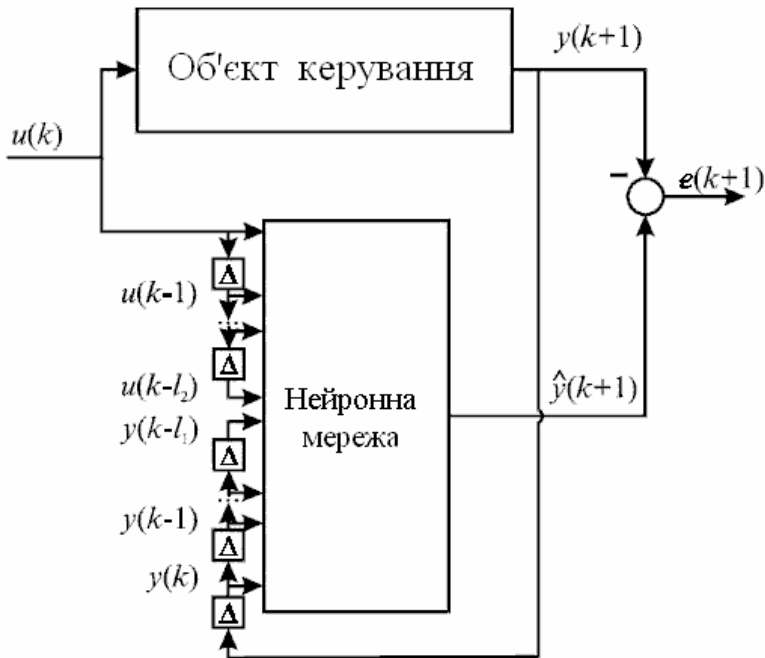 Об'єкт керування
y(k+1)
u(k)
−
e(k+1)
Δ
u(k-1)
Δ
u(k-l₂)
ŷ(k+1)
Нейронна
мережа
y(k-l₁)
Δ
y(k-1)
Δ
y(k)
Δ